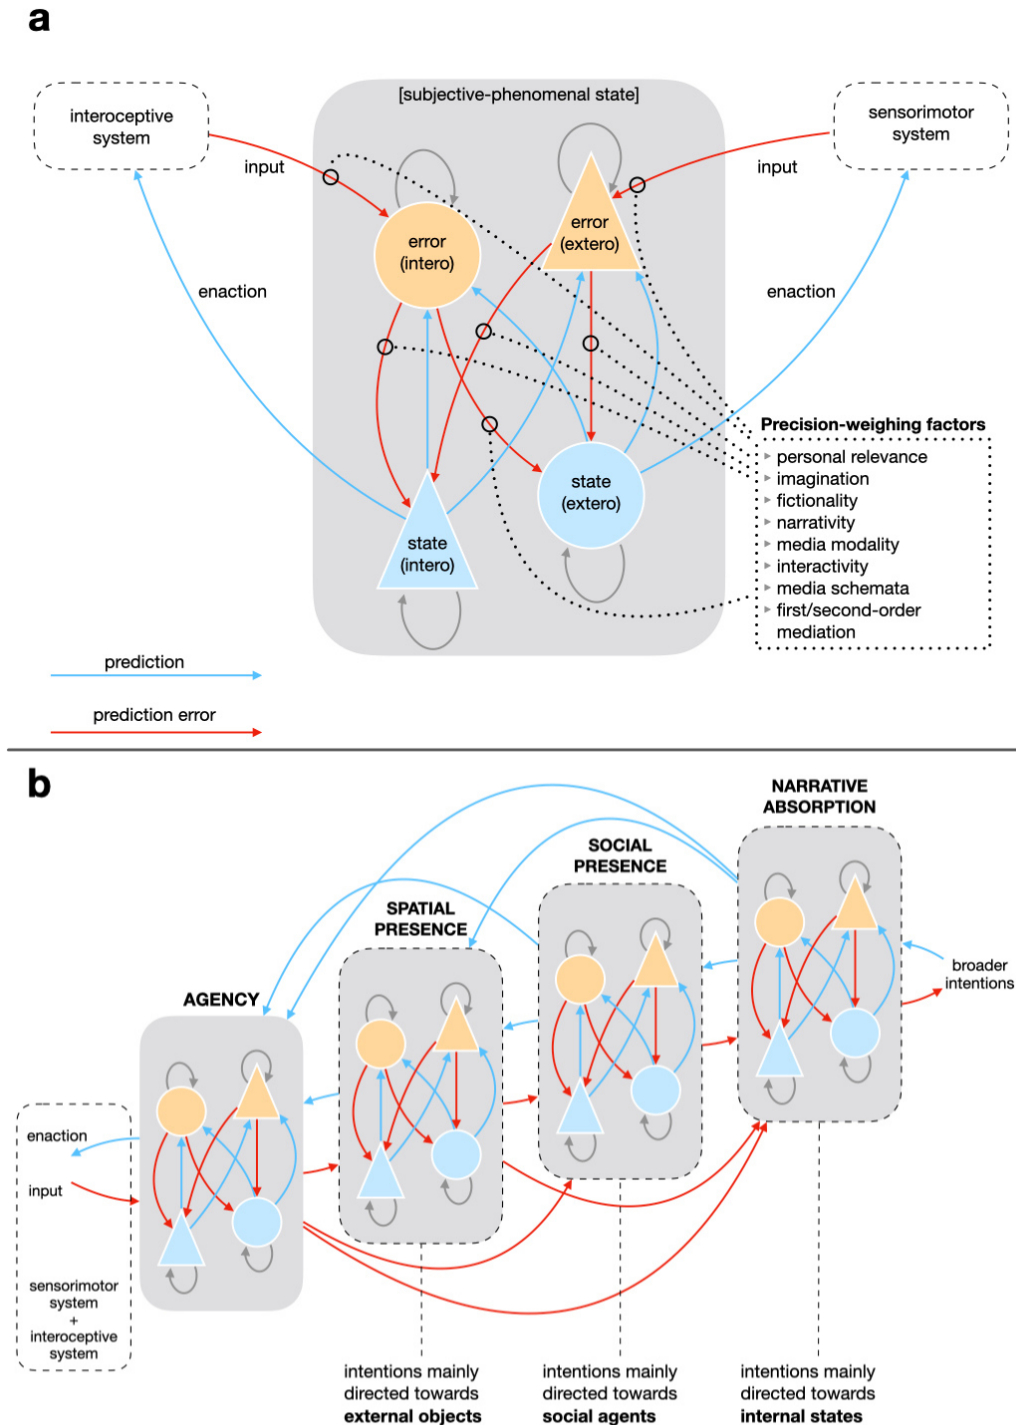 a
[subjective-phenomenal state]
interoceptive
system
sensorimotor
system
input
input
error
(intero)
error
(extero)
enaction
enaction
state
(extero)
state
(intero)
Precision-weighing factors
personal relevance
imagination
fictionality
narrativity
media modality
interactivity
media schemata
first/second-order
mediation
prediction
prediction error
b
NARRATIVE
ABSORPTION
SOCIAL
PRESENCE
SPATIAL
PRESENCE
AGENCY
broader
intentions
enaction
input
sensorimotor
system
+
interoceptive
system
intentions mainly
directed towards
external objects
intentions mainly
directed towards
social agents
intentions mainly
directed towards
internal states